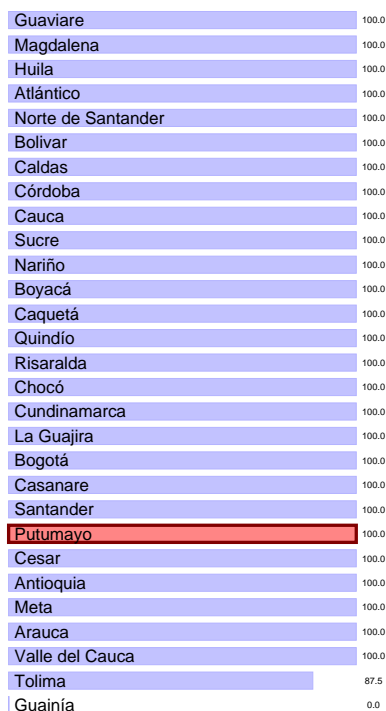 Guaviare 100.0
Magdalena 100.0
Huila 100.0
Atlántico 100.0
Norte de Santander 100.0
Bolivar 100.0
Caldas 100.0
Córdoba 100.0
Cauca 100.0
Sucre 100.0
Nariño 100.0
Boyacá 100.0
Caquetá 100.0
Quindío 100.0
Risaralda 100.0
Chocó 100.0
Cundinamarca 100.0
La Guajira 100.0
Bogotá 100.0
Casanare 100.0
Santander 100.0
Putumayo 100.0
Cesar 100.0
Antioquia 100.0
Meta 100.0
Arauca 100.0
Valle del Cauca 100.0
Tolima 87.5
Guainía 0.0